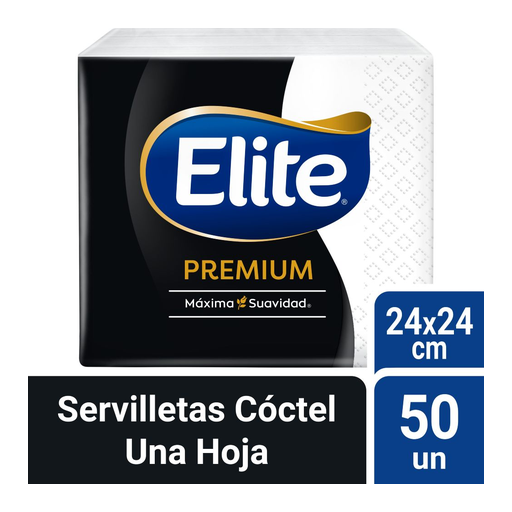 Elite®
PREMIUM
Máxima Suavidad®
24x24
cm
Servilletas Cóctel
Una Hoja
50
un